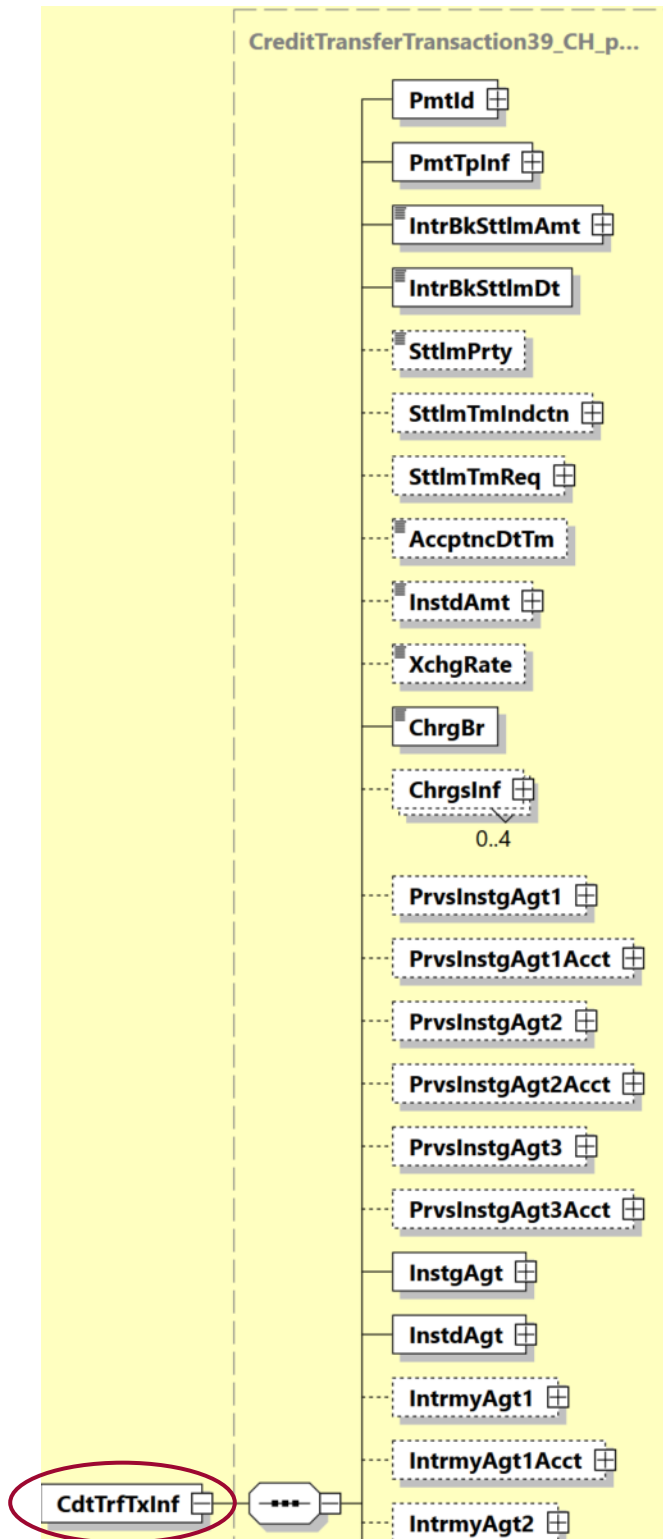 CreditTransferTransaction39_CH_p...
PmtId
PmtTpInf
IntrBkSttlmAmt
IntrBkSttlmDt
SttlmPrty
SttlmTmIndctn
SttlmTmReq
AccptncDtTm
InstdAmt
XchgRate
ChrgBr
ChrgsInf
0..4
PrvsInstgAgt1
PrvsInstgAgt1Acct
PrvsInstgAgt2
PrvsInstgAgt2Acct
PrvsInstgAgt3
PrvsInstgAgt3Acct
InstgAgt
InstdAgt
IntrmyAgt1
IntrmyAgt1Acct
CdtTrfTxInf
IntrmyAgt2